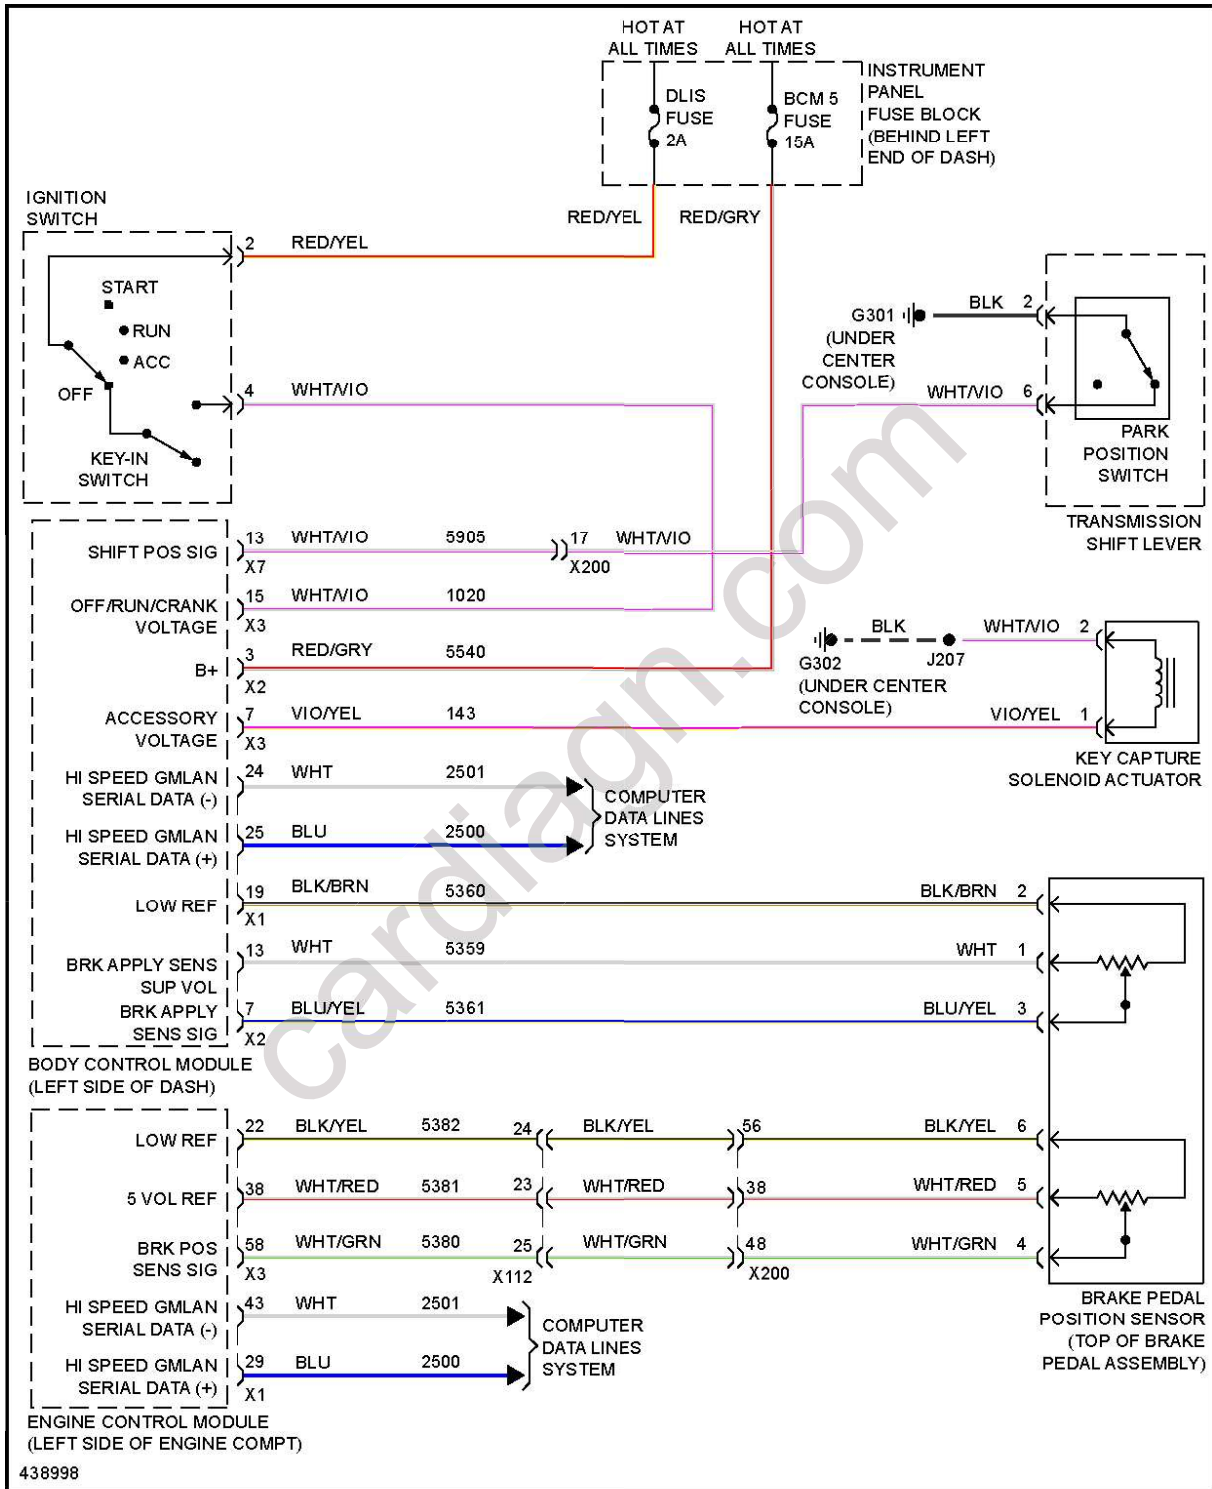 HOT AT
ALL TIMES
HOT AT
ALL TIMES
DLIS
FUSE
2A
BCM 5
FUSE
15A
INSTRUMENT
PANEL
FUSE BLOCK
(BEHIND LEFT
END OF DASH)
RED/YEL
RED/GRY
IGNITION
SWITCH
2
RED/YEL
START
RUN
ACC
OFF
4
WHT/VIO
KEY-IN
SWITCH
G301
(UNDER
CENTER
CONSOLE)
BLK
2
WHT/VIO
6
PARK
POSITION
SWITCH
TRANSMISSION
SHIFT LEVER
SHIFT POS SIG
13
X7
WHT/VIO
5905
17
X200
WHT/VIO
OFF/RUN/CRANK
VOLTAGE
15
X3
WHT/VIO
1020
B+
3
X2
RED/GRY
5540
G302
(UNDER CENTER
CONSOLE)
BLK
J207
WHT/VIO
2
ACCESSORY
VOLTAGE
7
X3
VIO/YEL
143
VIO/YEL
1
KEY CAPTURE
SOLENOID ACTUATOR
HI SPEED GMLAN
SERIAL DATA (-)
24
WHT
2501
HI SPEED GMLAN
SERIAL DATA (+)
25
BLU
2500
COMPUTER
DATA LINES
SYSTEM
LOW REF
19
X1
BLK/BRN
5360
BLK/BRN
2
BRK APPLY SENS
SUP VOL
13
WHT
5359
WHT
1
BRK APPLY
SENS SIG
7
X2
BLU/YEL
5361
BLU/YEL
3
BODY CONTROL MODULE
(LEFT SIDE OF DASH)
LOW REF
22
BLK/YEL
5382
24
BLK/YEL
56
BLK/YEL
6
5 VOL REF
38
WHT/RED
5381
23
WHT/RED
38
WHT/RED
5
BRK POS
SENS SIG
58
X3
WHT/GRN
5380
25
X112
WHT/GRN
48
X200
WHT/GRN
4
HI SPEED GMLAN
SERIAL DATA (-)
43
WHT
2501
HI SPEED GMLAN
SERIAL DATA (+)
29
X1
BLU
2500
COMPUTER
DATA LINES
SYSTEM
BRAKE PEDAL
POSITION SENSOR
(TOP OF BRAKE
PEDAL ASSEMBLY)
ENGINE CONTROL MODULE
(LEFT SIDE OF ENGINE COMPT)
438998
cardiagn.com